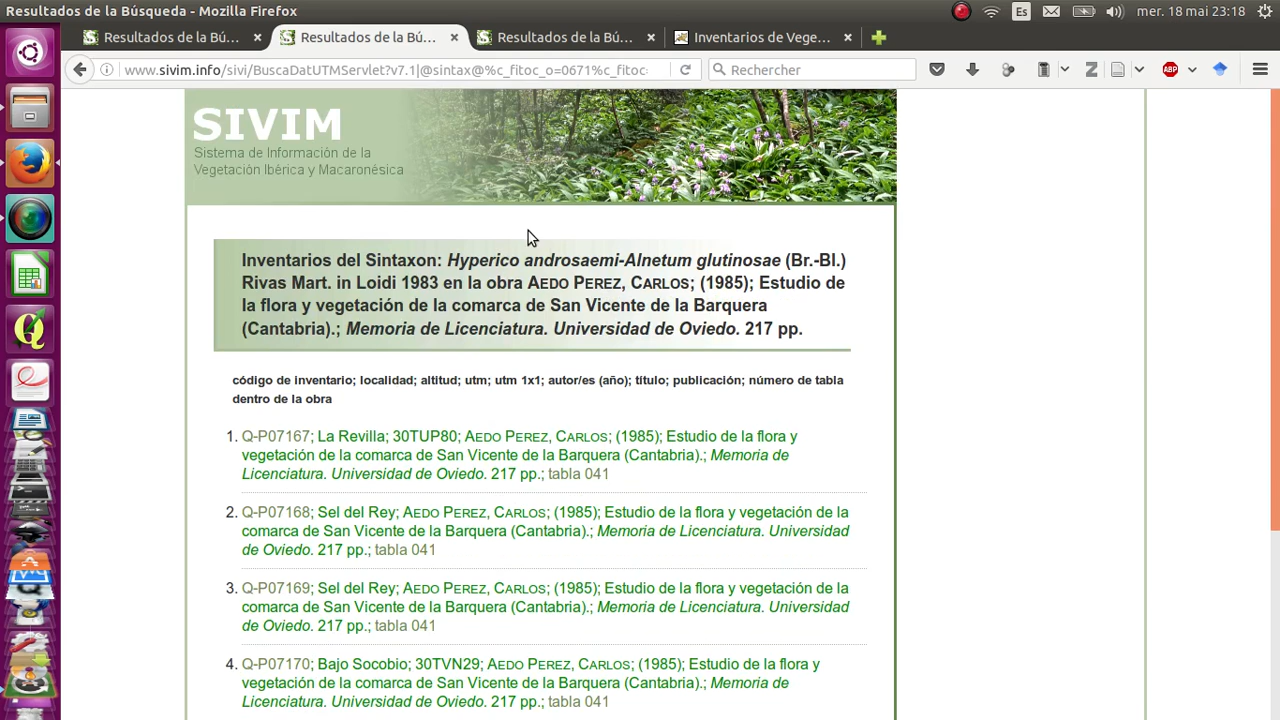 Resultados de la Búsqueda - Mozilla Firefox
Es
mer. 18 mai 23:18
Resultados de la Bú...
Resultados de la Bú...
Resultados de la Bú...
Inventarios de Vege...
www.sivim.info/sivi/BuscaDatUTMServlet?v7.1|@sintax@%c_fitoc_o=0671%c_fitoc-
Rechercher
ABP
SIVIM
Sistema de Información de la
Vegetaciòn Ibérica y Macaronèsica
Inventarios del Sintaxon: Hyperico androsaemi-Alnetum glutinosae (Br.-Bl.)
Rivas Mart. in Loidi 1983 en la obra AEDO PEREZ, CARLOS; (1985); Estudio de
la flora y vegetación de la comarca de San Vicente de la Barquera
(Cantabria).; Memoria de Licenciatura. Universidad de Oviedo. 217 pp.
código de inventario; localidad; altitud; utm; utm 1x1; autor/es (año); título; publicación; número de tabla
dentro de la obra
1. Q-P07167; La Revilla; 30TUP80; AEDO PEREZ, CARLOS; (1985); Estudio de la flora y
vegetación de la comarca de San Vicente de la Barquera (Cantabria).; Memoria de
Licenciatura. Universidad de Oviedo. 217 pp.; tabla 041
2. Q-P07168; Sel del Rey; AEDO PEREZ, CARLOS; (1985); Estudio de la flora y vegetación de la
comarca de San Vicente de la Barquera (Cantabria).; Memoria de Licenciatura. Universidad
de Oviedo. 217 pp.; tabla 041
3. Q-P07169; Sel del Rey; AEDO PEREZ, CARLOS; (1985); Estudio de la flora y vegetación de la
comarca de San Vicente de la Barquera (Cantabria).; Memoria de Licenciatura. Universidad
de Oviedo. 217 pp.; tabla 041
4. Q-P07170; Bajo Socobio; 30TVN29; AEDO PEREZ, CARLOS; (1985); Estudio de la flora y
vegetación de la comarca de San Vicente de la Barquera (Cantabria).; Memoria de
Licenciatura. Universidad de Oviedo. 217 pp.; tabla 041